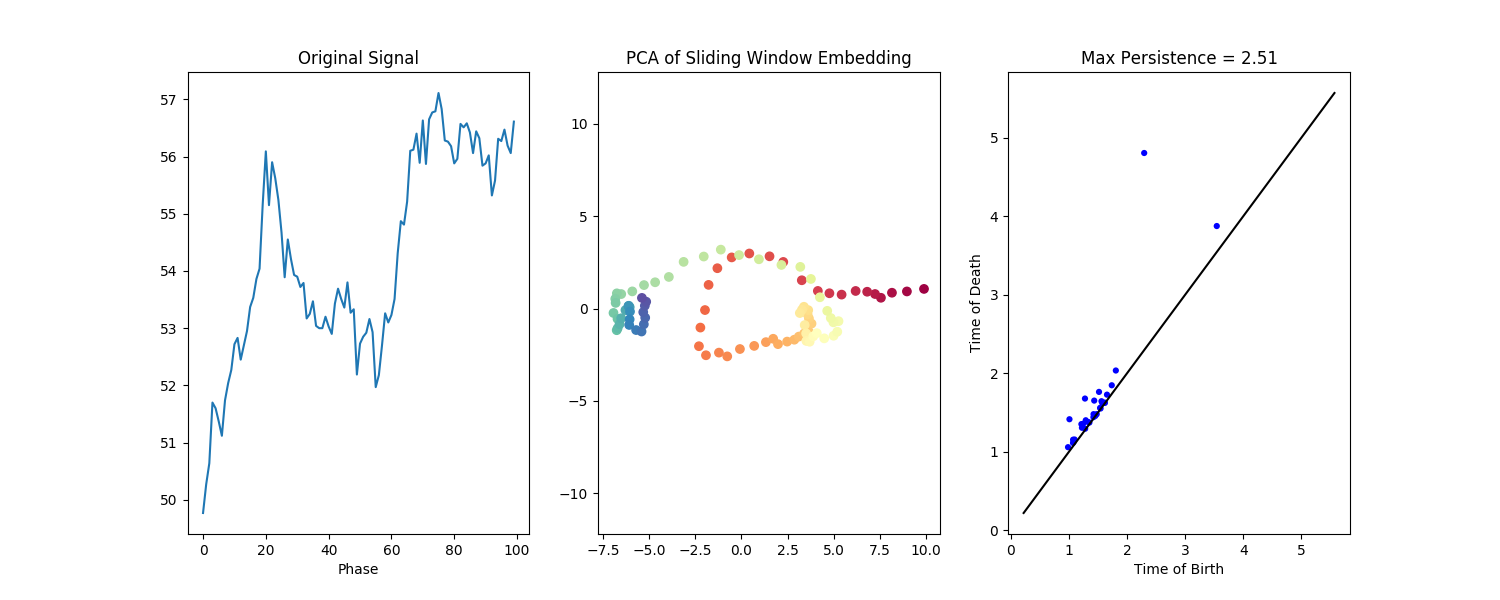 Original Signal
57
56
55
54
53
52
51
50
0 20 40 60 80 100
Phase
PCA of Sliding Window Embedding
10
5
0
−5
−10
−7.5 −5.0 −2.5 0.0 2.5 5.0 7.5 10.0
Max Persistence = 2.51
Time of Death
5
4
3
2
1
0
0 1 2 3 4 5
Time of Birth